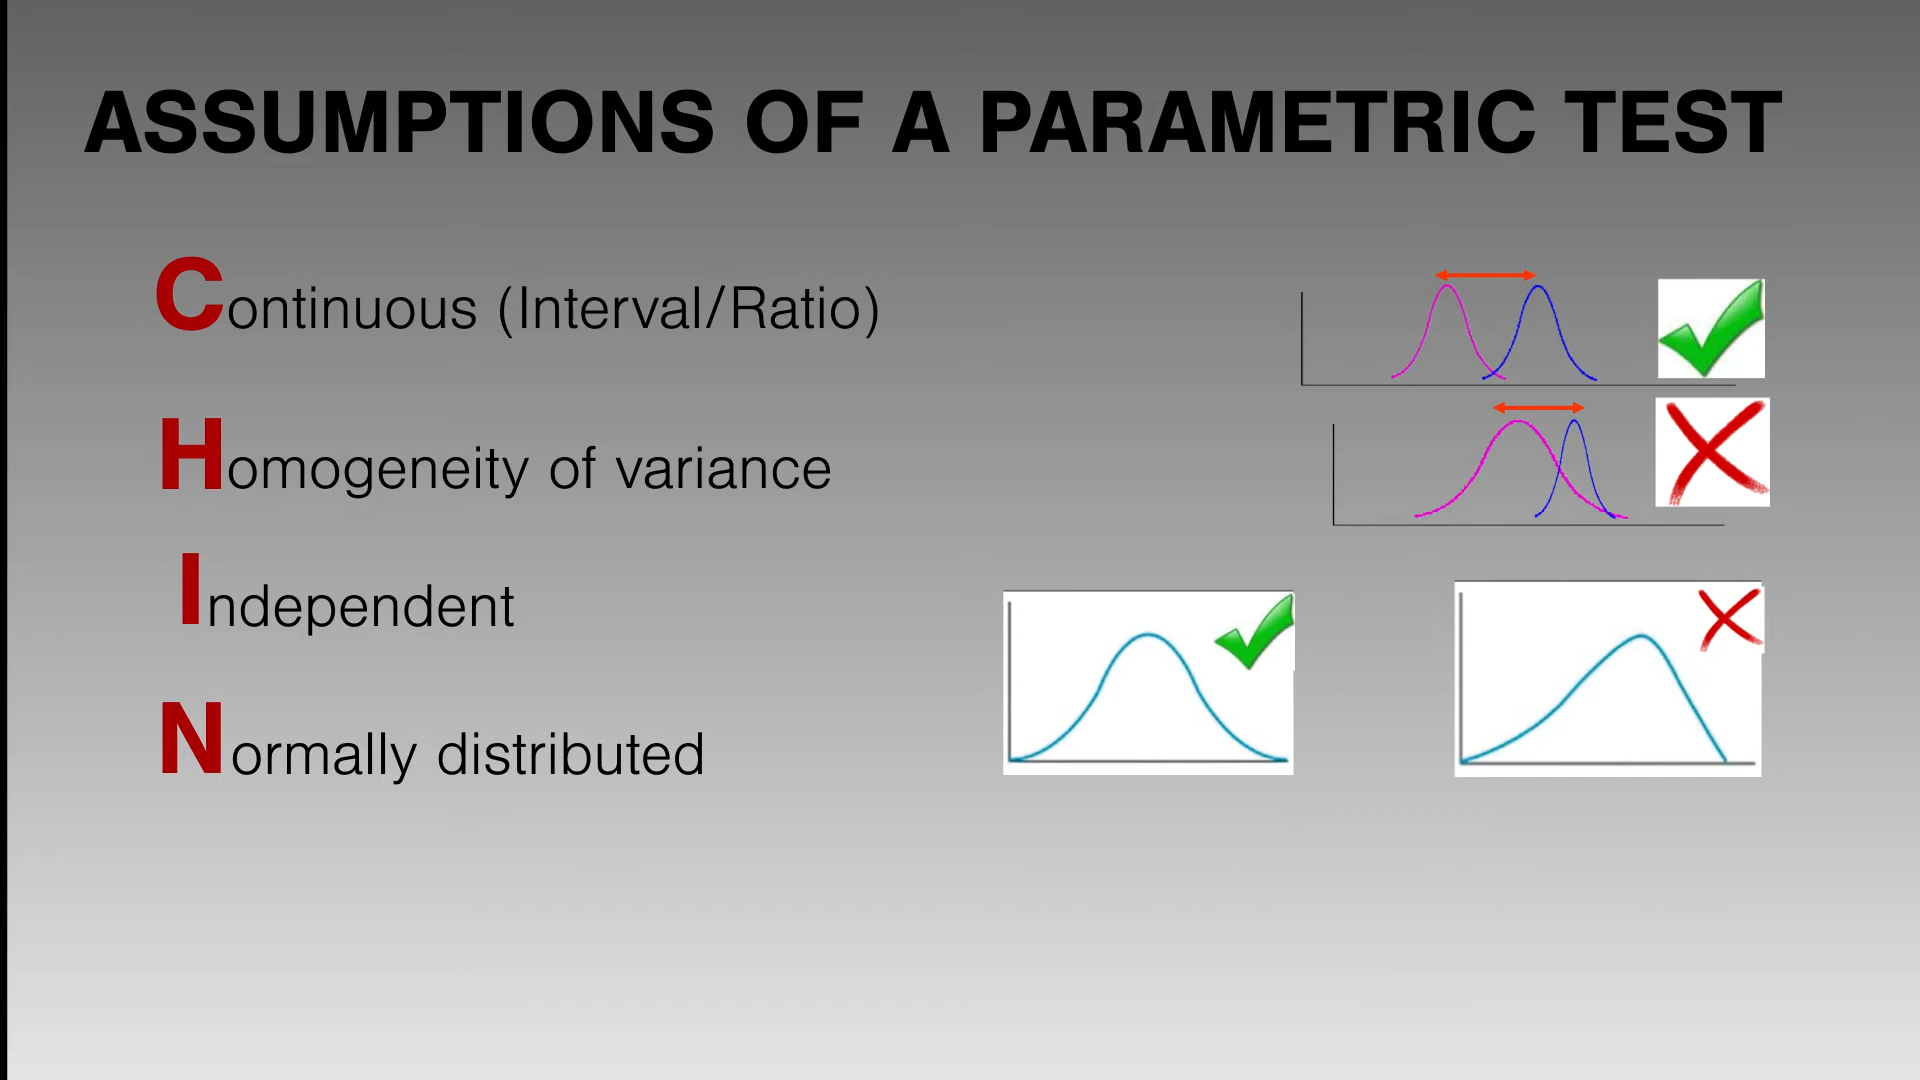 ASSUMPTIONS OF A PARAMETRIC TEST
Continuous (Interval/Ratio)
Homogeneity of variance
Independent
Normally distributed